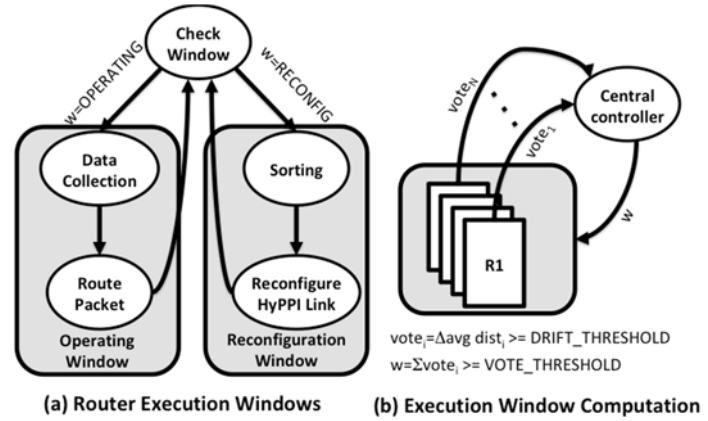 Check
Window
w=OPERATING
w=RECONFIG
Data
Collection
Route
Packet
Operating
Window
Sorting
Reconfigure
HyPPI Link
Reconfiguration
Window
(a) Router Execution Windows
vote_N
. . .
vote_1
Central
controller
w
R1
vote_i=Δavg dist_i >= DRIFT_THRESHOLD
w=Σvote_i >= VOTE_THRESHOLD
(b) Execution Window Computation